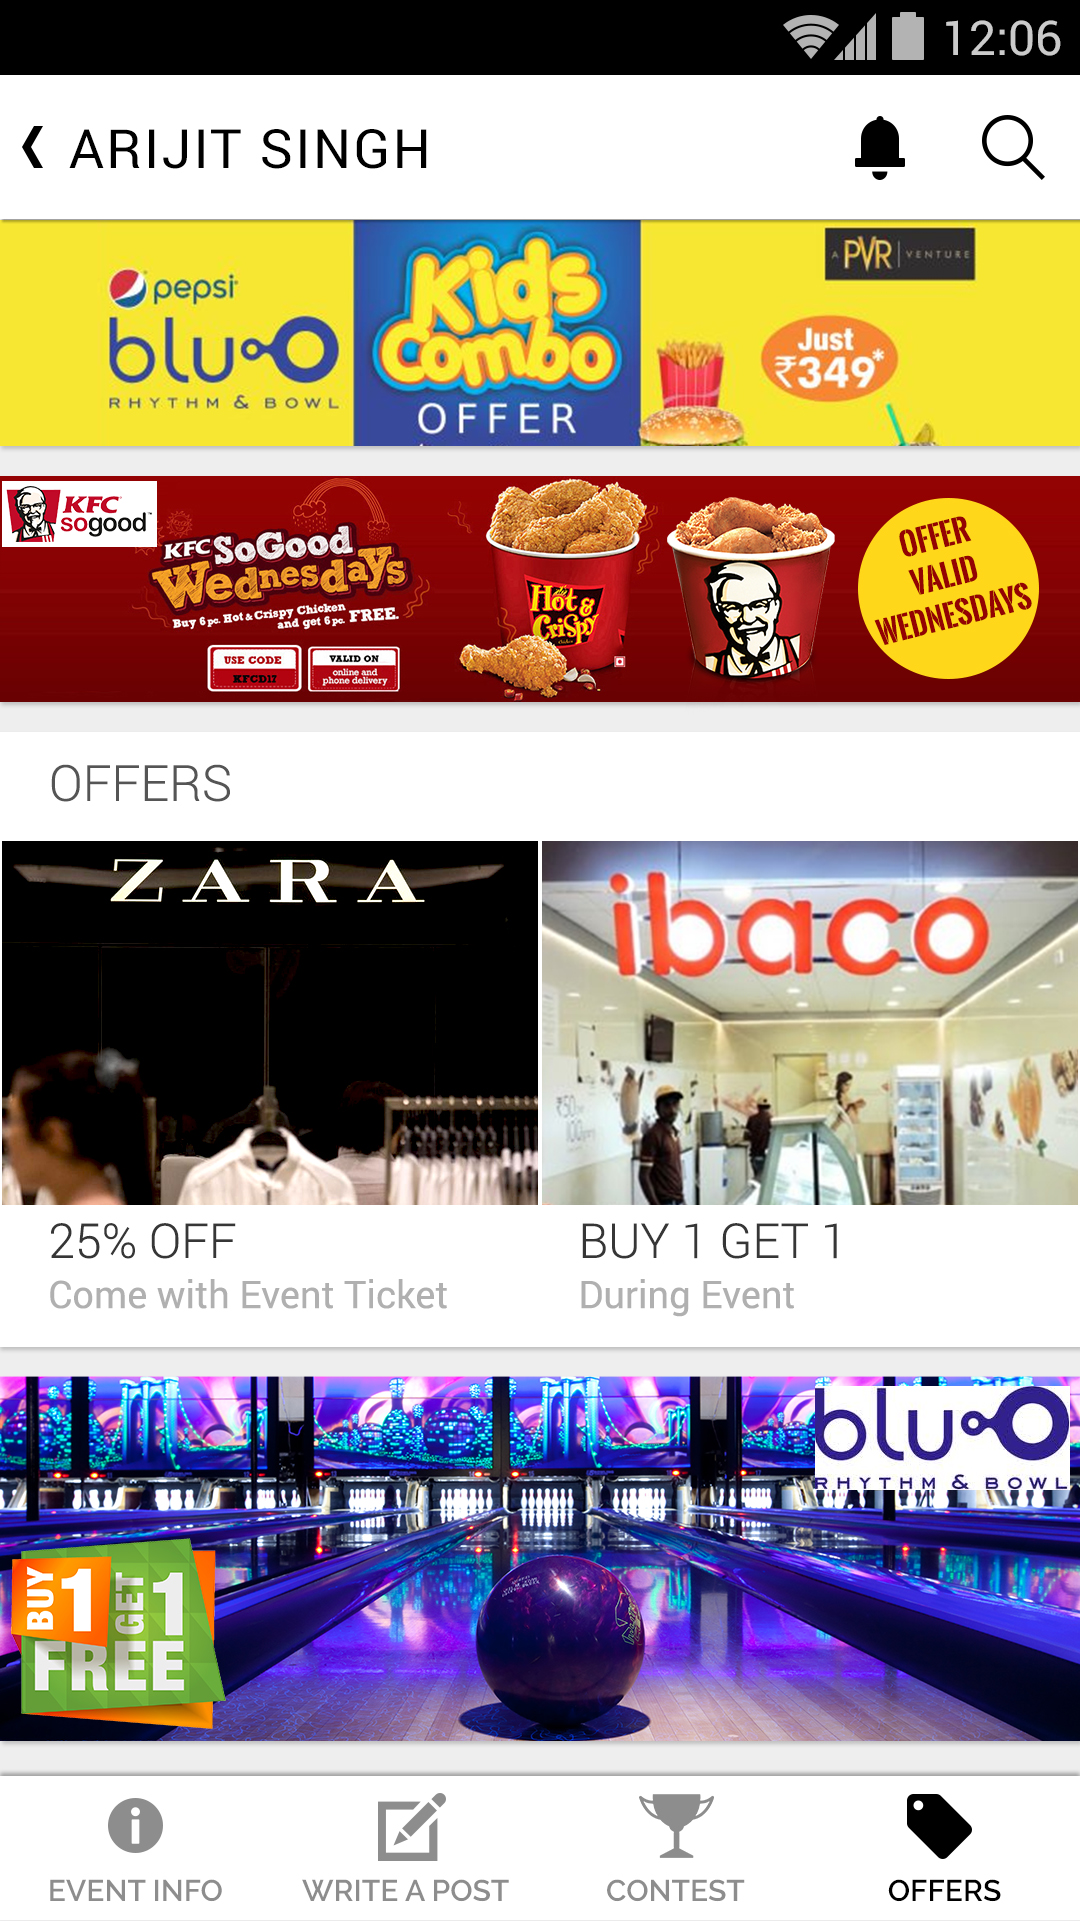 12:06
ARIJIT SINGH
pepsi
blu O
RHYTHM & BOWL
Kids
Combo
OFFER
A PVR VENTURE
Just
₹349*
KFC
sogood™
KFC SoGood
Wednesdays
Buy 6 pc. Hot & Crispy Chicken
and get 6 pc. FREE.
USE CODE
KFCD17
VALID ON
online and
phone delivery
Hot &
Crispy
OFFER
VALID
WEDNESDAYS
OFFERS
ZARA
ibaco
25% OFF
Come with Event Ticket
BUY 1 GET 1
During Event
blu O
RHYTHM & BOWL
BUY 1 GET 1
FREE
EVENT INFO
WRITE A POST
CONTEST
OFFERS